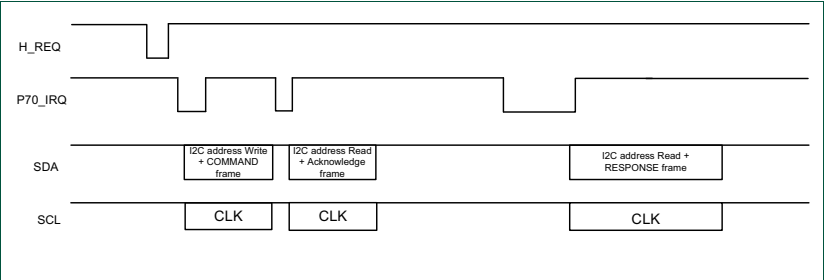 H_REQ
P70_IRQ
SDA
I2C address Write
+ COMMAND
frame
I2C address Read
+ Acknowledge
frame
I2C address Read +
RESPONSE frame
SCL
CLK
CLK
CLK